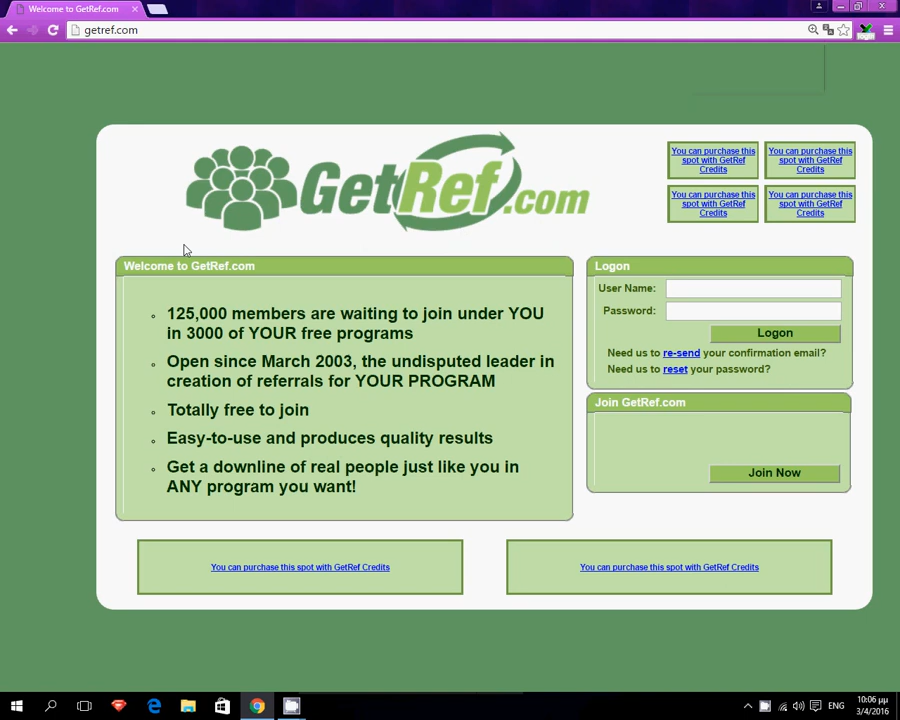 Welcome to GetRef.com
getref.com
login
GetRef.com
You can purchase this
spot with GetRef
Credits
You can purchase this
spot with GetRef
Credits
You can purchase this
spot with GetRef
Credits
You can purchase this
spot with GetRef
Credits
Welcome to GetRef.com
125,000 members are waiting to join under YOU
in 3000 of YOUR free programs
Open since March 2003, the undisputed leader in
creation of referrals for YOUR PROGRAM
Totally free to join
Easy-to-use and produces quality results
Get a downline of real people just like you in
ANY program you want!
Logon
User Name:
Password:
Logon
Need us to re-send your confirmation email?
Need us to reset your password?
Join GetRef.com
Join Now
You can purchase this spot with GetRef Credits
You can purchase this spot with GetRef Credits
ENG
10:06 μμ
3/4/2016